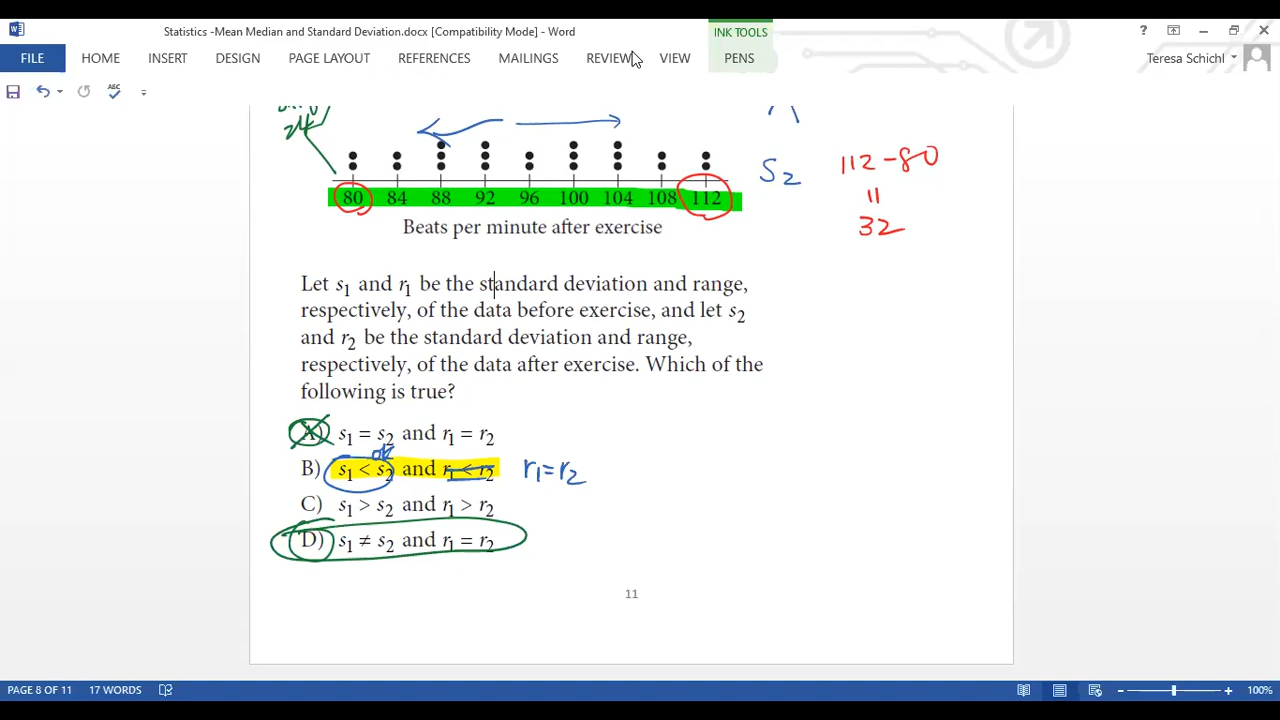 Statistics -Mean Median and Standard Deviation.docx [Compatibility Mode] - Word
INK TOOLS
?
FILE
HOME
INSERT
DESIGN
PAGE LAYOUT
REFERENCES
MAILINGS
REVIEW
VIEW
PENS
Teresa Schichl
ABC
24
S2
112-80
11
32
80 84 88 92 96 100 104 108 112
Beats per minute after exercise
Let s1 and r1 be the standard deviation and range,
respectively, of the data before exercise, and let s2
and r2 be the standard deviation and range,
respectively, of the data after exercise. Which of the
following is true?
A) s1 = s2 and r1 = r2
ok
B) s1 < s2 and r1 < r2 r1=r2
C) s1 > s2 and r1 > r2
D) s1 ≠ s2 and r1 = r2
11
PAGE 8 OF 11
17 WORDS
100%